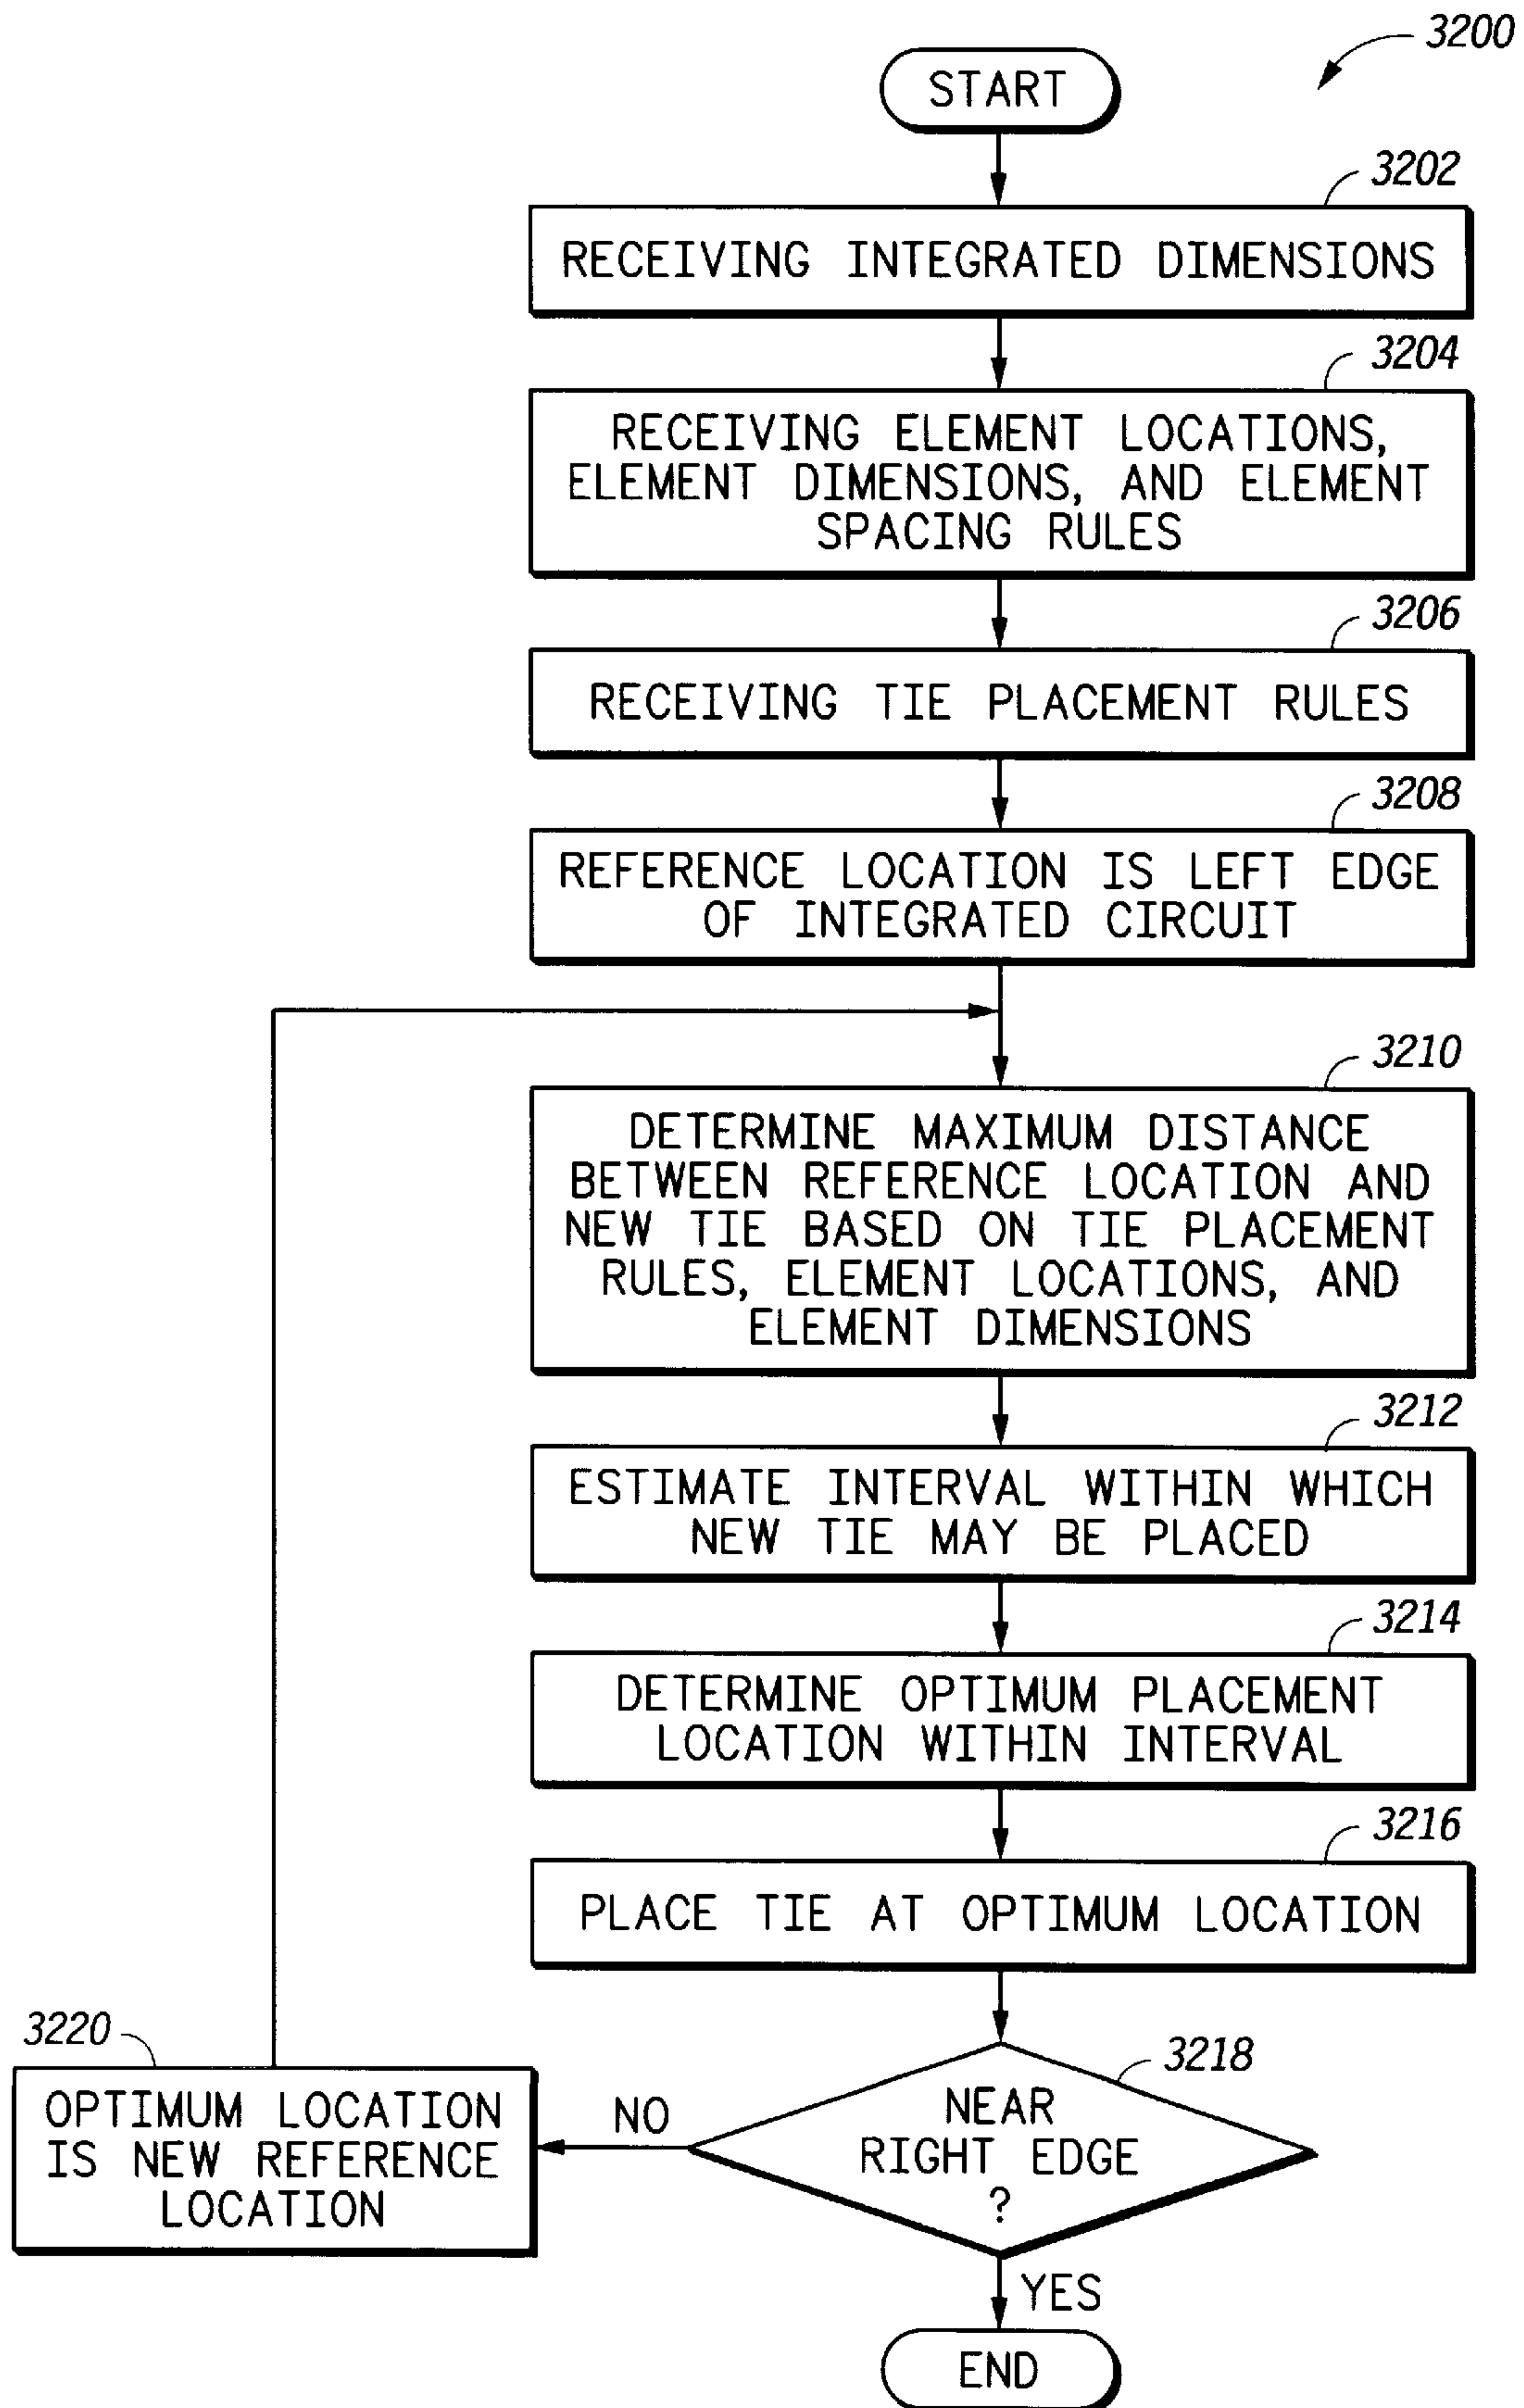 3200
START
3202
RECEIVING INTEGRATED DIMENSIONS
3204
RECEIVING ELEMENT LOCATIONS,
ELEMENT DIMENSIONS, AND ELEMENT
SPACING RULES
3206
RECEIVING TIE PLACEMENT RULES
3208
REFERENCE LOCATION IS LEFT EDGE
OF INTEGRATED CIRCUIT
3210
DETERMINE MAXIMUM DISTANCE
BETWEEN REFERENCE LOCATION AND
NEW TIE BASED ON TIE PLACEMENT
RULES, ELEMENT LOCATIONS, AND
ELEMENT DIMENSIONS
3212
ESTIMATE INTERVAL WITHIN WHICH
NEW TIE MAY BE PLACED
3214
DETERMINE OPTIMUM PLACEMENT
LOCATION WITHIN INTERVAL
3216
PLACE TIE AT OPTIMUM LOCATION
3218
NEAR
RIGHT EDGE
?
NO
3220
OPTIMUM LOCATION
IS NEW REFERENCE
LOCATION
YES
END